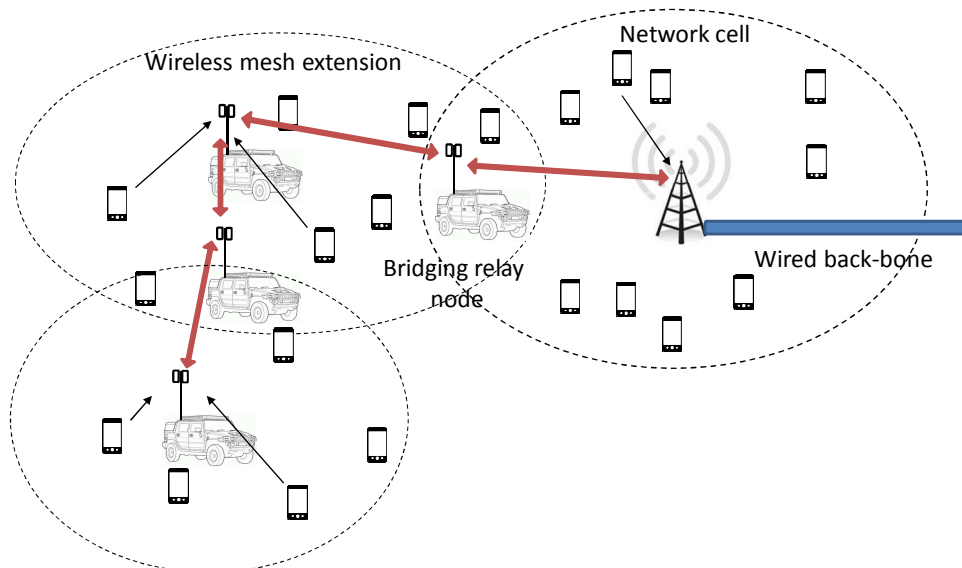 Network cell
Wireless mesh extension
Bridging relay
node
Wired back-bone